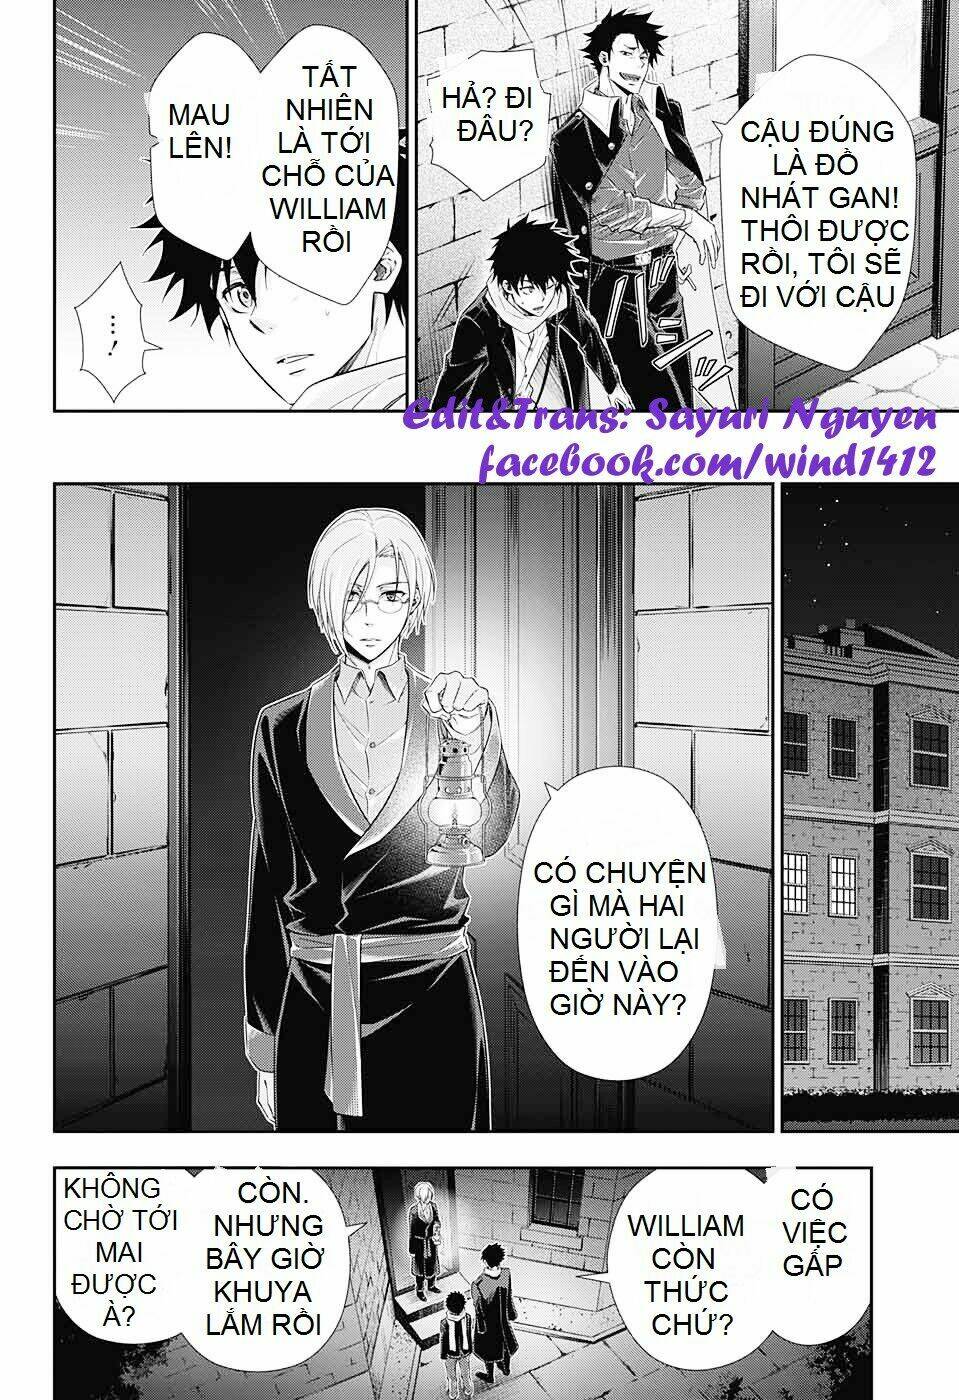 CẬU ĐÚNG
LÀ ĐỒ
NHÁT GAN!
THÔI ĐƯỢC
RỒI, TÔI SẼ
ĐI VỚI CẬU
HẢ? ĐI
ĐÂU?
TẤT
NHIÊN
LÀ TỚI
CHỖ CỦA
WILLIAM
RỒI
MAU
LÊN!
...
Edit&Trans: Sayuri Nguyen
facebook.com/wind1412
CÓ CHUYỆN
GÌ MÀ HAI
NGƯỜI LẠI
ĐẾN VÀO
GIỜ NÀY?
CÓ
VIỆC
GẤP
WILLIAM
CÒN
THỨC
CHỨ?
CÒN.
NHƯNG
BÂY GIỜ
KHUYA
LẮM RỒI
KHÔNG
CHỜ TỚI
MAI
ĐƯỢC
À?